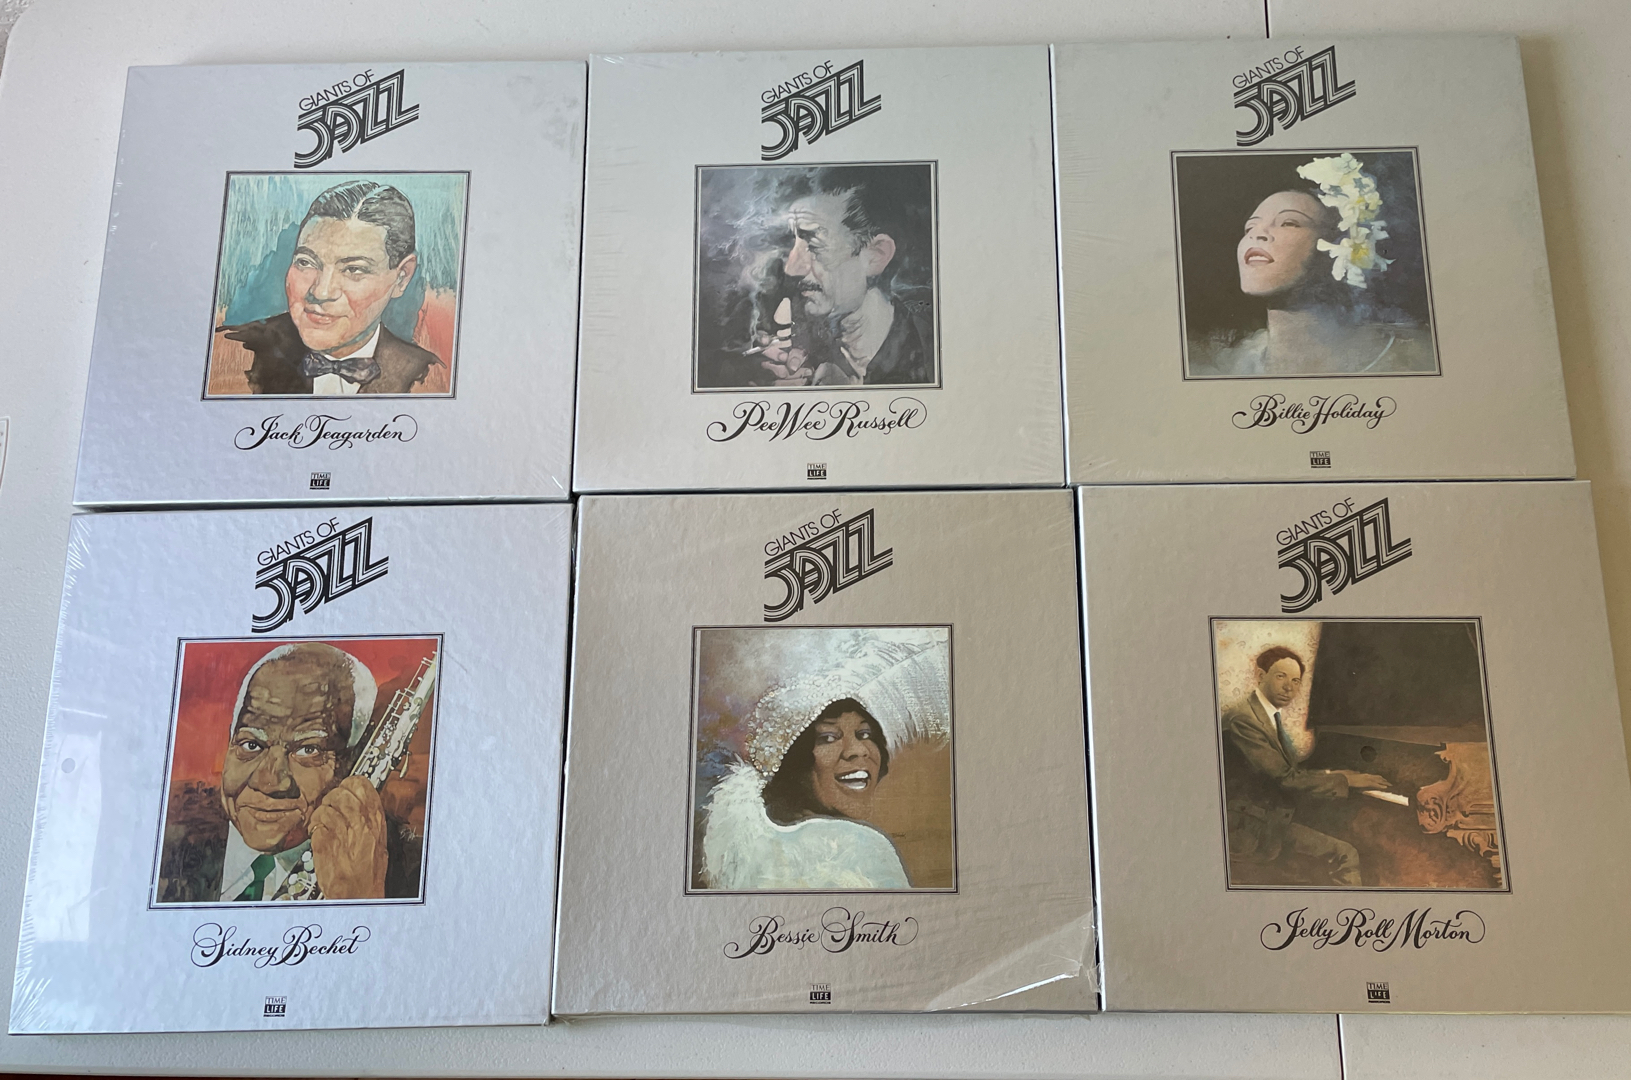 GIANTS OF
JAZZ
Jack Teagarden
TIME
LIFE
GIANTS OF
JAZZ
Pee Wee Russell
TIME
LIFE
GIANTS OF
JAZZ
Billie Holiday
TIME
LIFE
GIANTS OF
JAZZ
Sidney Bechet
TIME
LIFE
GIANTS OF
JAZZ
Bessie Smith
TIME
LIFE
GIANTS OF
JAZZ
Jelly Roll Morton
TIME
LIFE